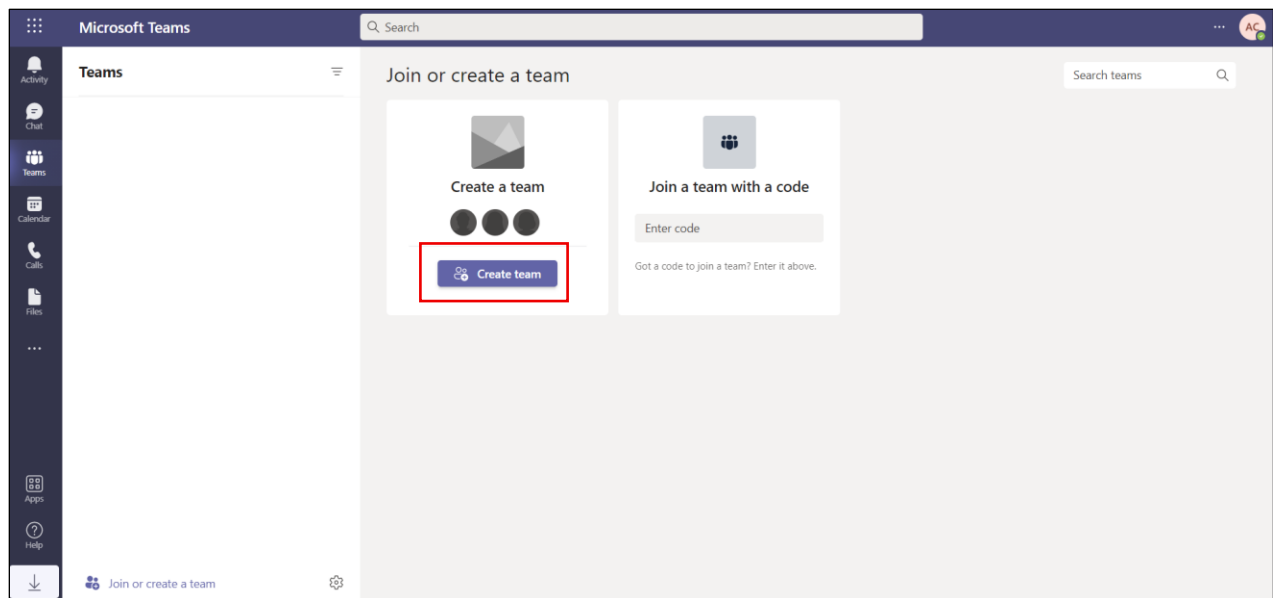 Microsoft Teams
Search
AC
Activity
Chat
Teams
Calendar
Calls
Files
Apps
Help
Teams
Join or create a team
Join or create a team
Search teams
Create a team
Create team
Join a team with a code
Enter code
Got a code to join a team? Enter it above.